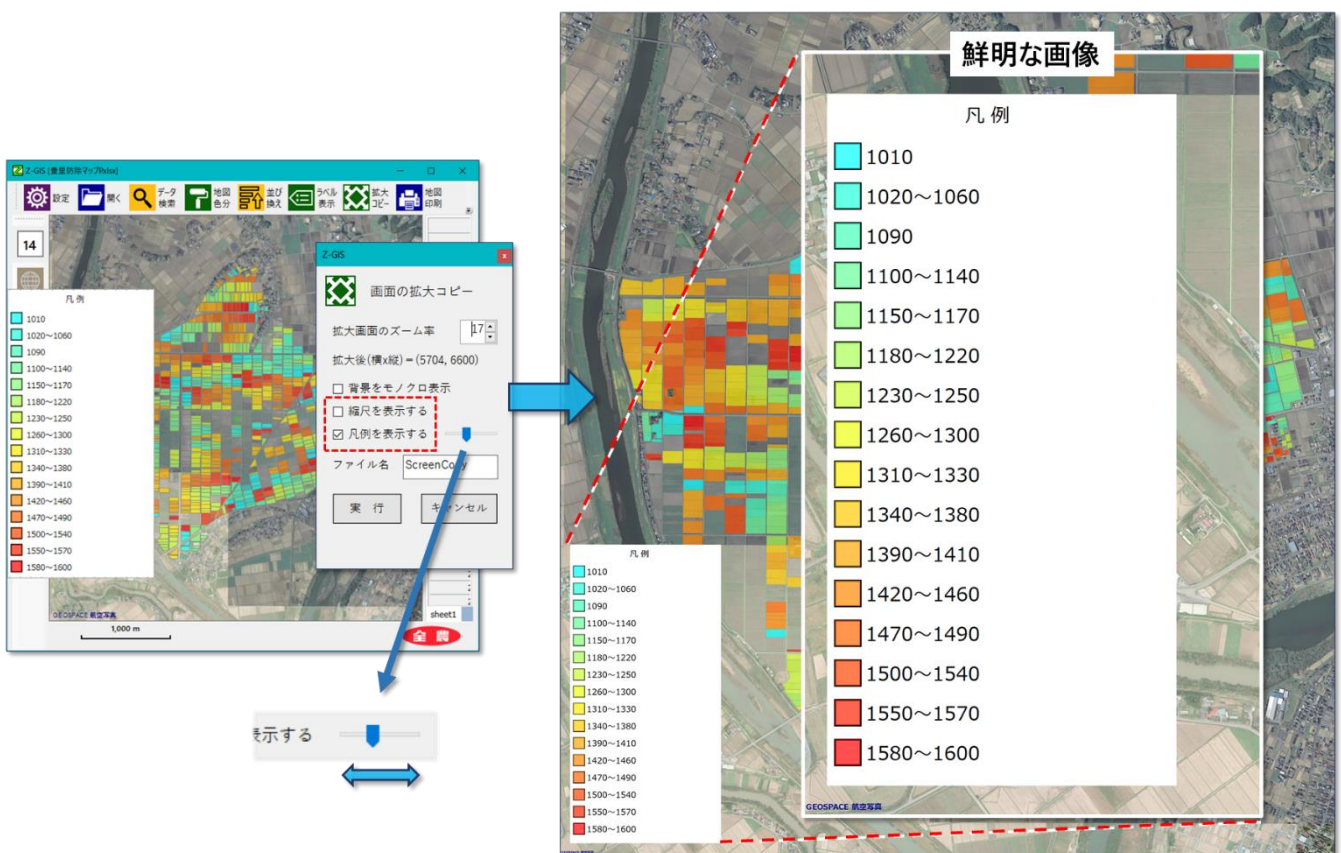 Z-GIS [豊里防除マップRxlsx]
設定
開く
データ
検索
地図
色分
並び
換え
ラベル
表示
拡大
コピー
地図
印刷
14
凡例
1010
1020～1060
1090
1100～1140
1150～1170
1180～1220
1230～1250
1260～1300
1310～1330
1340～1380
1390～1410
1420～1460
1470～1490
1500～1540
1550～1570
1580～1600
GEOSPACE 航空写真
1,000 m
sheet1
全農
Z-GIS
画面の拡大コピー
拡大画面のズーム率 17
拡大後(横x縦)=(5704, 6600)
背景をモノクロ表示
縮尺を表示する
凡例を表示する
ファイル名 ScreenCopy
実行
キャンセル
表示する
凡例
1010
1020～1060
1090
1100～1140
1150～1170
1180～1220
1230～1250
1260～1300
1310～1330
1340～1380
1390～1410
1420～1460
1470～1490
1500～1540
1550～1570
1580～1600
鮮明な画像
凡例
1010
1020～1060
1090
1100～1140
1150～1170
1180～1220
1230～1250
1260～1300
1310～1330
1340～1380
1390～1410
1420～1460
1470～1490
1500～1540
1550～1570
1580～1600
GEOSPACE 航空写真